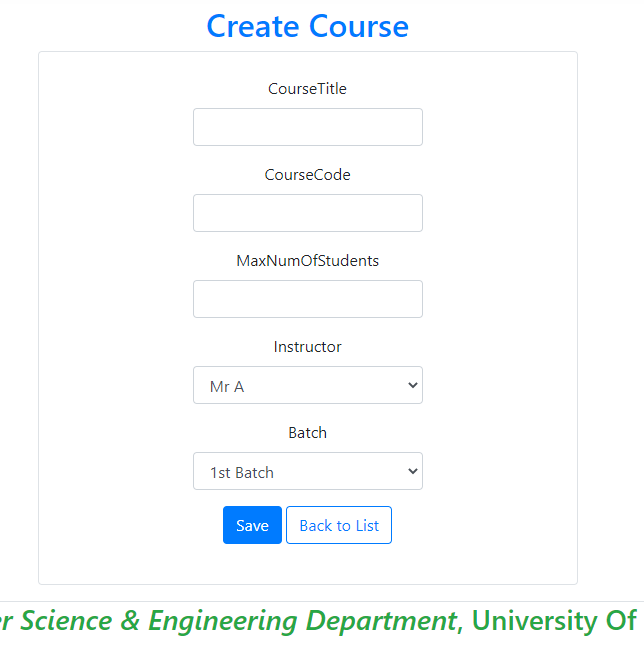 Create Course
CourseTitle
CourseCode
MaxNumOfStudents
Instructor
Mr A
Batch
1st Batch
Save Back to List
Science & Engineering Department, University Of